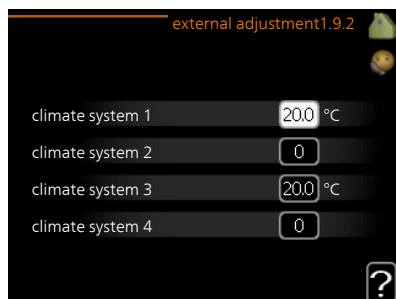 external adjustment1.9.2
climate system 1 20.0 °C
climate system 2 0
climate system 3 20.0 °C
climate system 4 0
?